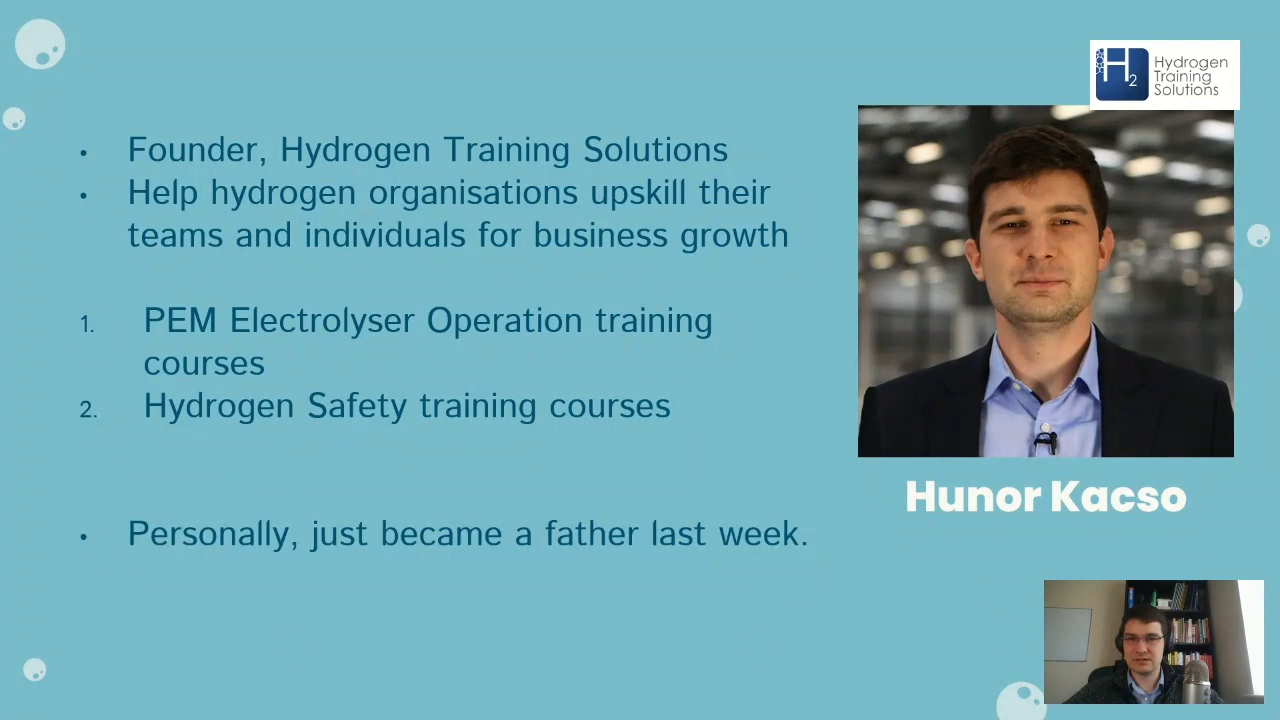 H2 Hydrogen
Training
Solutions
• Founder, Hydrogen Training Solutions
• Help hydrogen organisations upskill their
teams and individuals for business growth
1. PEM Electrolyser Operation training
courses
2. Hydrogen Safety training courses
• Personally, just became a father last week.
Hunor Kacso